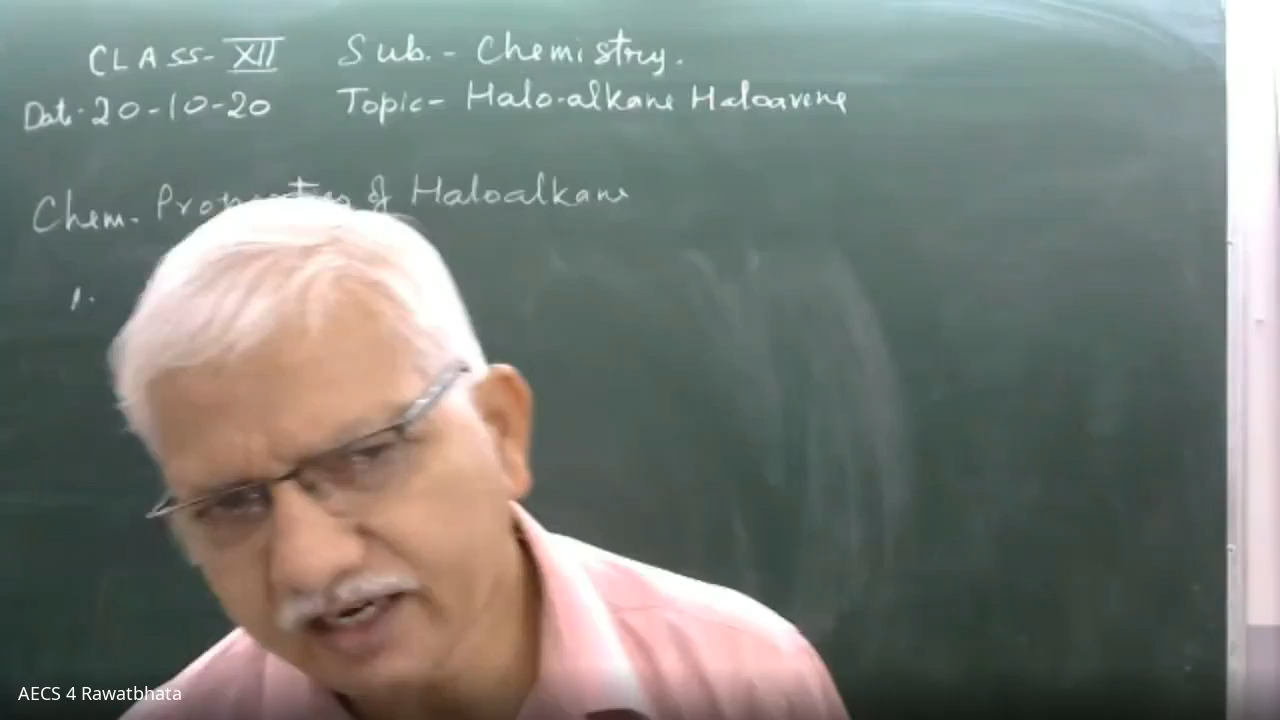 CLASS-XII Sub.- Chemistry.
Date-20-10-20 Topic- Halo-alkane Haloarene
Chem. Properties of Haloalkane
1.
AECS 4 Rawatbhata